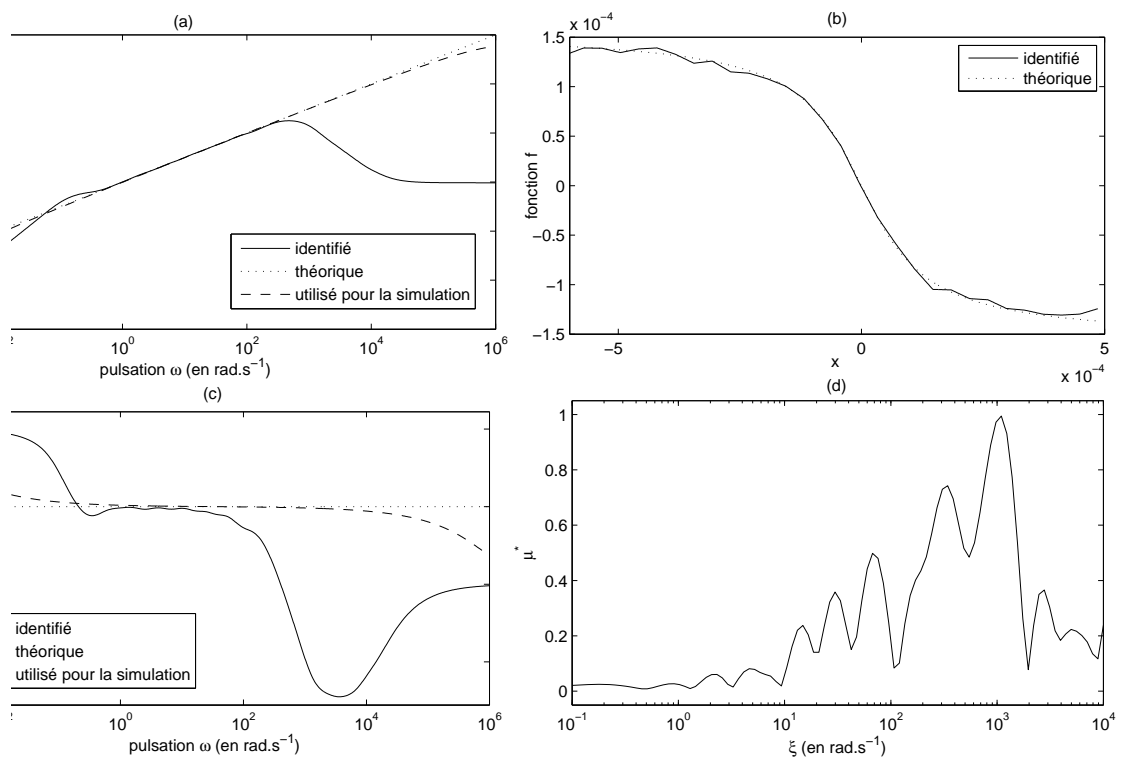 (a)
identifié
théorique
utilisé pour la simulation
10^0
10^2
10^4
10^6
pulsation ω (en rad.s^−1)
(b)
x 10^−4
1.5
1
0.5
0
−0.5
−1
−1.5
fonction f
identifié
théorique
−5
0
5
x
x 10^−4
(c)
identifié
théorique
utilisé pour la simulation
10^0
10^2
10^4
10^6
pulsation ω (en rad.s^−1)
(d)
1
0.8
0.6
0.4
0.2
0
μ*
10^−1
10^0
10^1
10^2
10^3
10^4
ξ (en rad.s^−1)